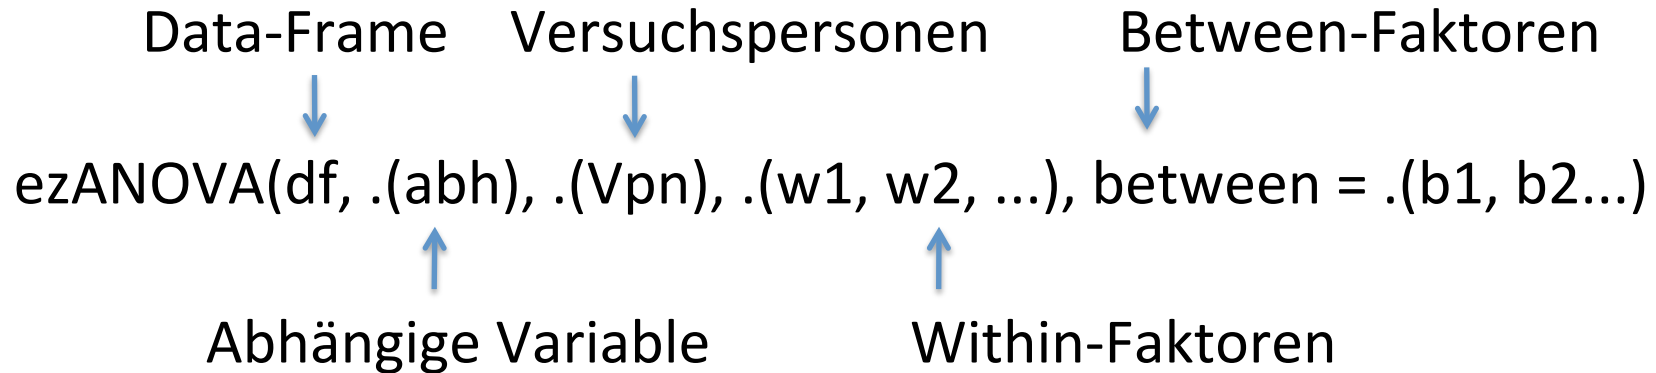 Data-Frame Versuchspersonen Between-Faktoren
ezANOVA(df, .(abh), .(Vpn), .(w1, w2, ...), between = .(b1, b2...)
Abhängige Variable Within-Faktoren